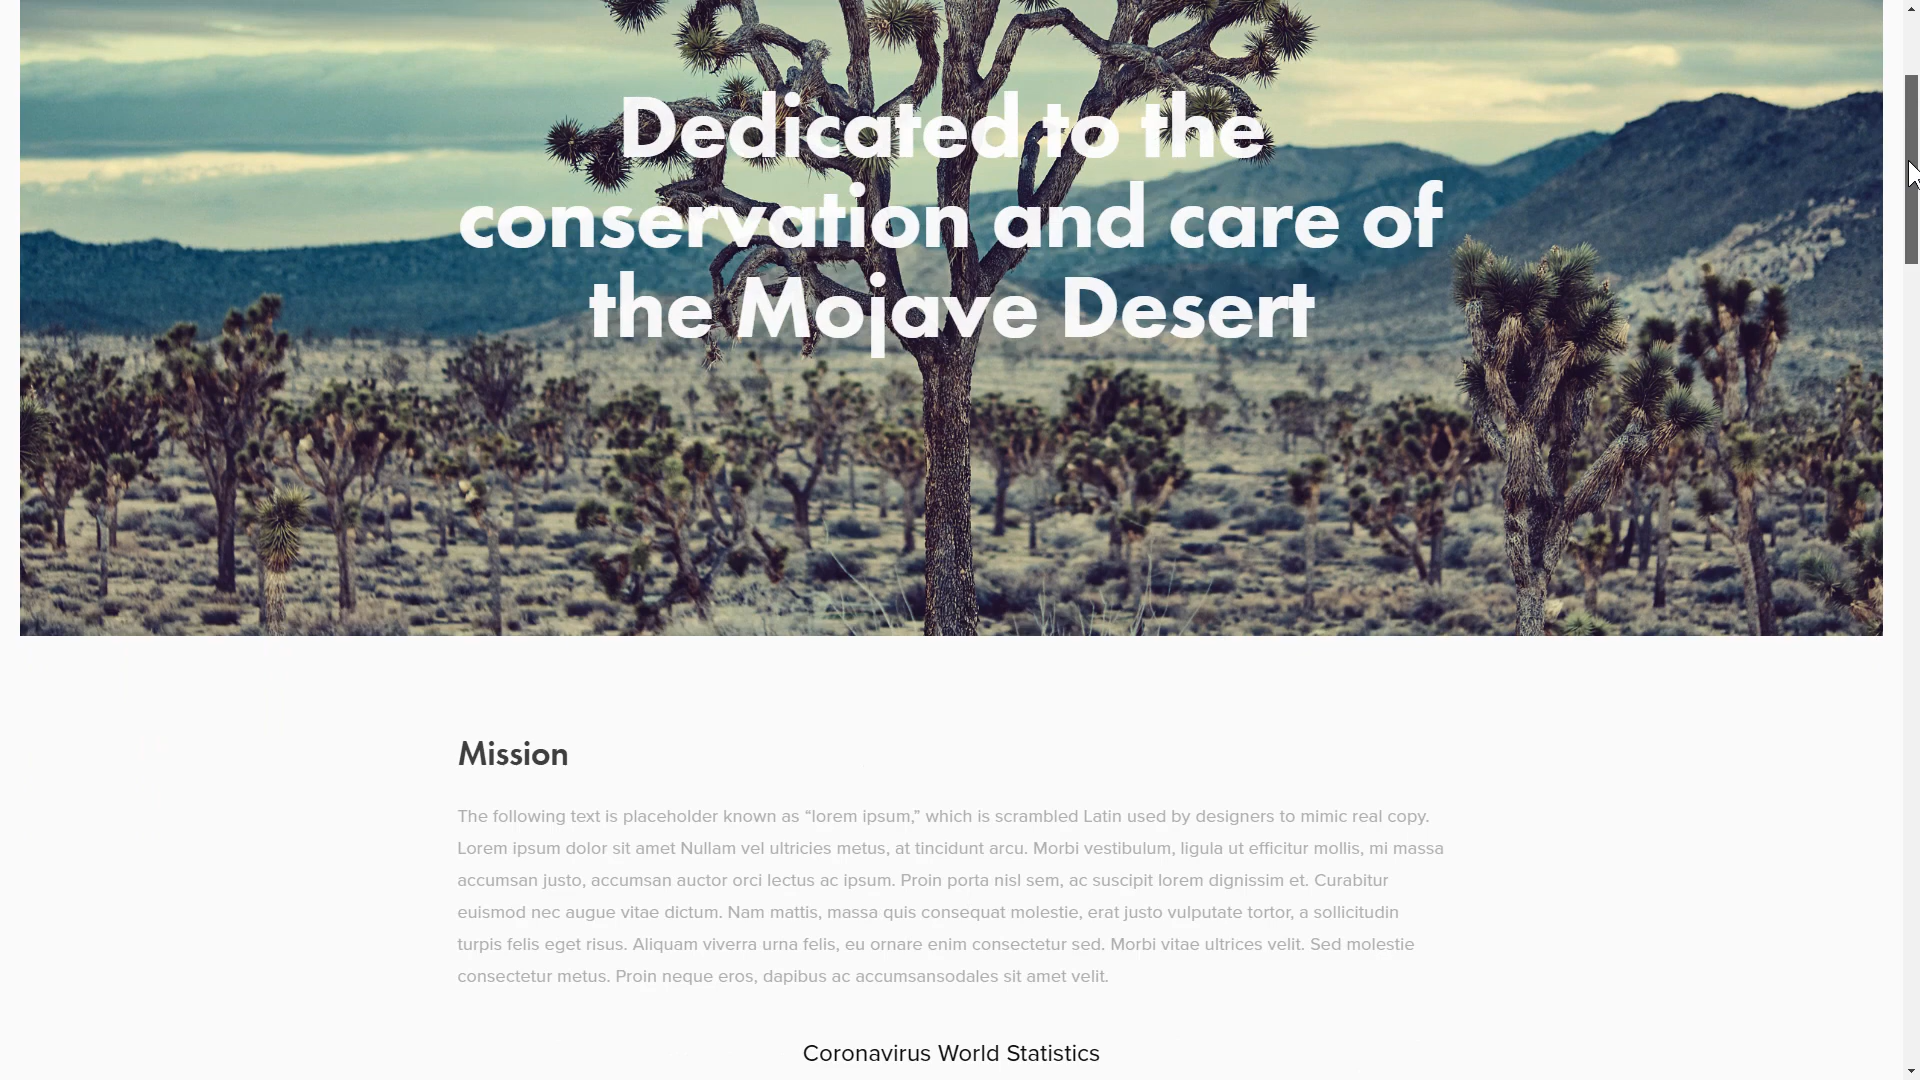 Dedicated to the
conservation and care of
the Mojave Desert
Mission
The following text is placeholder known as “lorem ipsum,” which is scrambled Latin used by designers to mimic real copy.
Lorem ipsum dolor sit amet Nullam vel ultricies metus, at tincidunt arcu. Morbi vestibulum, ligula ut efficitur mollis, mi massa
accumsan justo, accumsan auctor orci lectus ac ipsum. Proin porta nisl sem, ac suscipit lorem dignissim et. Curabitur
euismod nec augue vitae dictum. Nam mattis, massa quis consequat molestie, erat justo vulputate tortor, a sollicitudin
turpis felis eget risus. Aliquam viverra urna felis, eu ornare enim consectetur sed. Morbi vitae ultrices velit. Sed molestie
consectetur metus. Proin neque eros, dapibus ac accumsansodales sit amet velit.
Coronavirus World Statistics